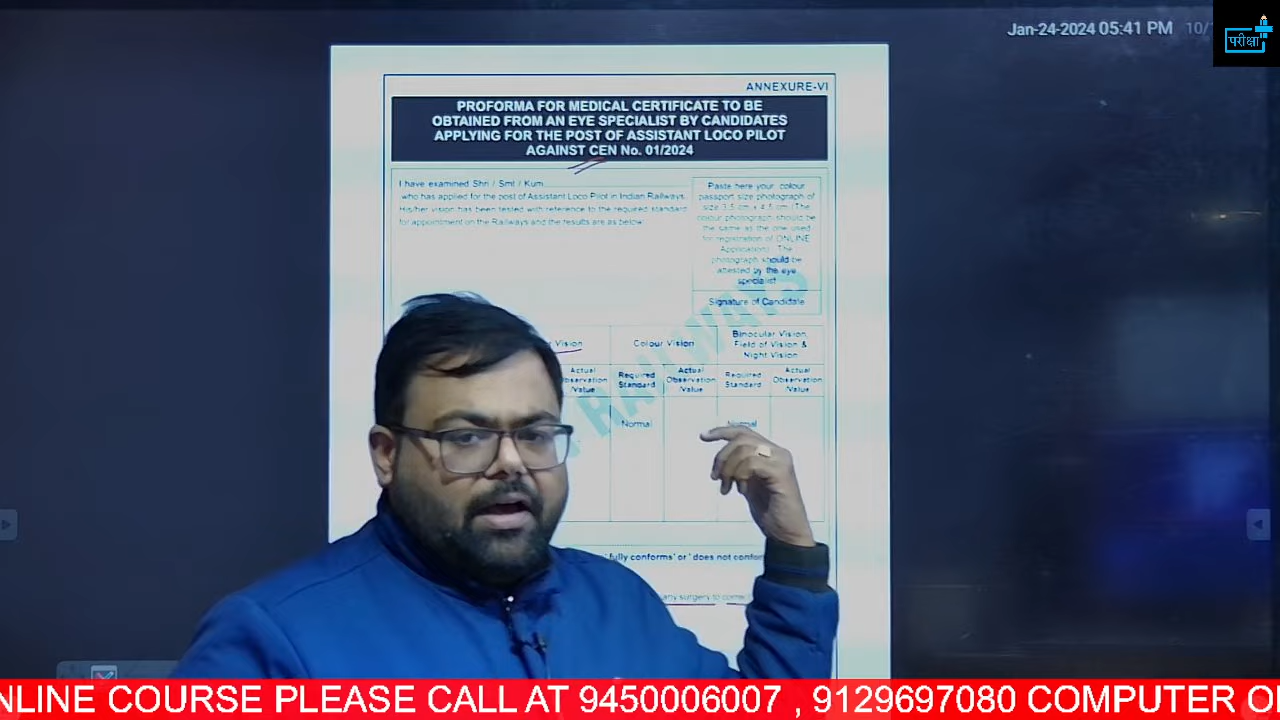 Jan-24-2024 05:41 PM
परीक्षा
ANNEXURE-VI
PROFORMA FOR MEDICAL CERTIFICATE TO BE
OBTAINED FROM AN EYE SPECIALIST BY CANDIDATES
APPLYING FOR THE POST OF ASSISTANT LOCO PILOT
AGAINST CEN No. 01/2024
I have examined Shri / Smt / Kum
who has applied for the post of Assistant Loco Pilot in Indian Railways.
His/her vision has been tested with reference to the required standard
for appointment on the Railways and the results are as below:
Paste here your colour
passport size photograph of
size 3.5 cm x 4.5 cm (The
colour photograph should be
the same as the one used
for registration of ONLINE
Application). The
photograph should be
attested by the eye
specialist
Signature of Candidate
RAILWAYS
Vision
Colour Vision
Binocular Vision,
Field of Vision &
Night Vision
Actual
Observation
/Value
Required
Standard
Actual
Observation
/Value
Required
Standard
Actual
Observation
/Value
Normal
Normal
'fully conforms' or 'does not
any surgery to
NLINE COURSE PLEASE CALL AT 9450006007 , 9129697080 COMPUTER